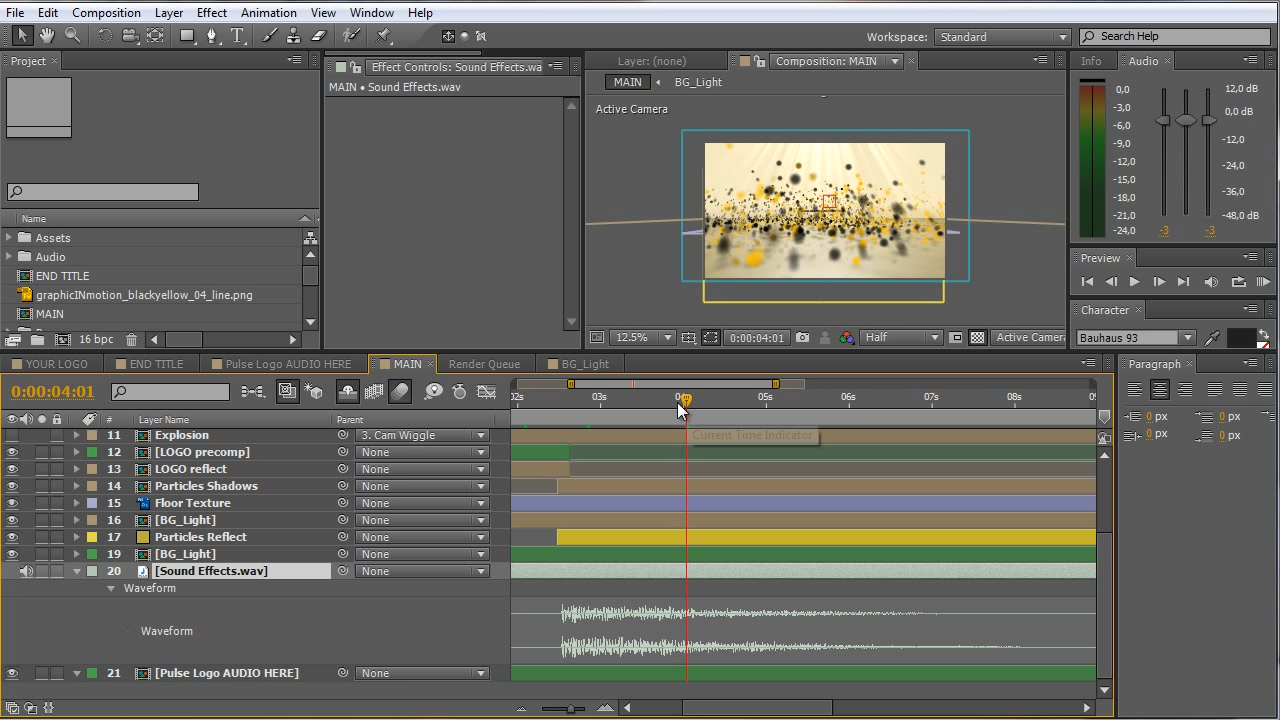 File Edit Composition Layer Effect Animation View Window Help
Workspace: Standard Search Help
Project
Effect Controls: Sound Effects.wa
MAIN • Sound Effects.wav
Layer: (none) Composition: MAIN
MAIN BG_Light
Active Camera
Info Audio
0,0 12,0 dB
-3,0 0,0 dB
-6,0
-9,0 -12,0
-12,0
-15,0 -24,0
-18,0 -36,0
-21,0
-24,0 -48,0 dB
-3 -3
Name
Assets
Audio
END TITLE
graphicINmotion_blackyellow_04_line.png
MAIN
16 bpc
12.5% 0:00:04:01 Half Active Camera
Preview
Character
Bauhaus 93
YOUR LOGO END TITLE Pulse Logo AUDIO HERE MAIN Render Queue BG_Light
Paragraph
0:00:04:01
02s 03s 05s 06s 07s 08s
# Layer Name Parent
0 px 0 px
0 px 0 px
Current Time Indicator
11 Explosion 3. Cam Wiggle
12 [LOGO precomp] None
13 LOGO reflect None
14 Particles Shadows None
15 Floor Texture None
16 [BG_Light] None
17 Particles Reflect None
19 [BG_Light] None
20 [Sound Effects.wav] None
Waveform
Waveform
21 [Pulse Logo AUDIO HERE] None